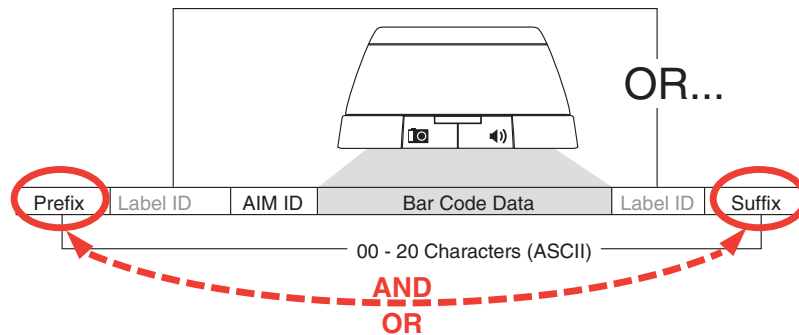 OR...
Prefix Label ID AIM ID Bar Code Data Label ID Suffix
00 - 20 Characters (ASCII)
AND
OR